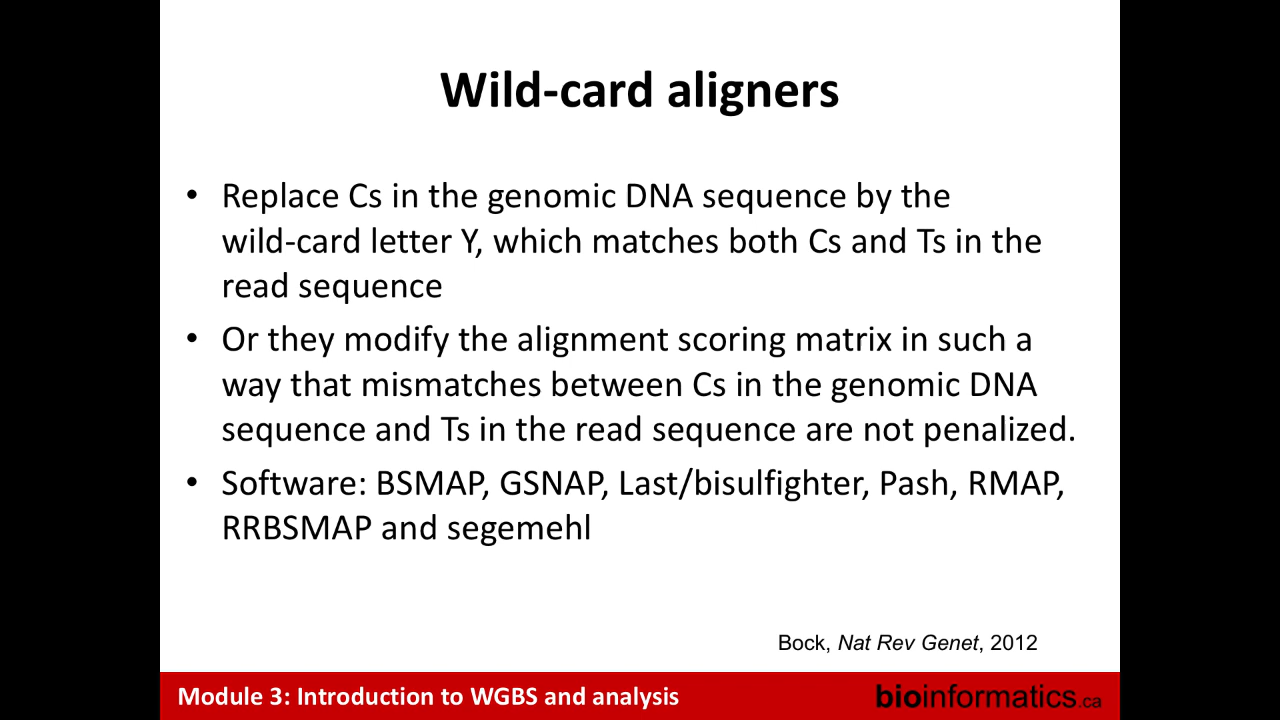 Wild-card aligners
• Replace Cs in the genomic DNA sequence by the
wild-card letter Y, which matches both Cs and Ts in the
read sequence
• Or they modify the alignment scoring matrix in such a
way that mismatches between Cs in the genomic DNA
sequence and Ts in the read sequence are not penalized.
• Software: BSMAP, GSNAP, Last/bisulfighter, Pash, RMAP,
RRBSMAP and segemehl
Bock, Nat Rev Genet, 2012
Module 3: Introduction to WGBS and analysis
bioinformatics.ca